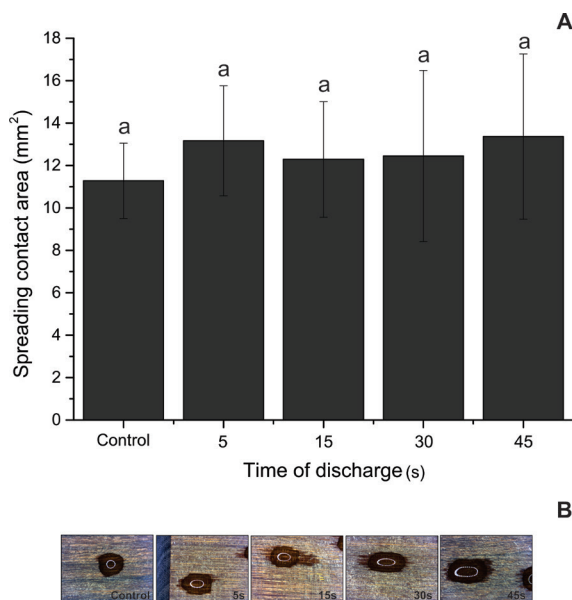 A
18
16
14
12
10
8
6
4
2
0
Spreading contact area (mm²)
a
a
a
a
a
Control
5
15
30
45
Time of discharge (s)
B
Control
5s
15s
30s
45s